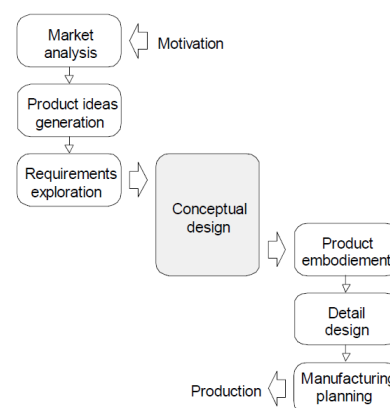 Market
analysis
Motivation
Product ideas
generation
Requirements
exploration
Conceptual
design
Product
embodiement
Detail
design
Manufacturing
planning
Production